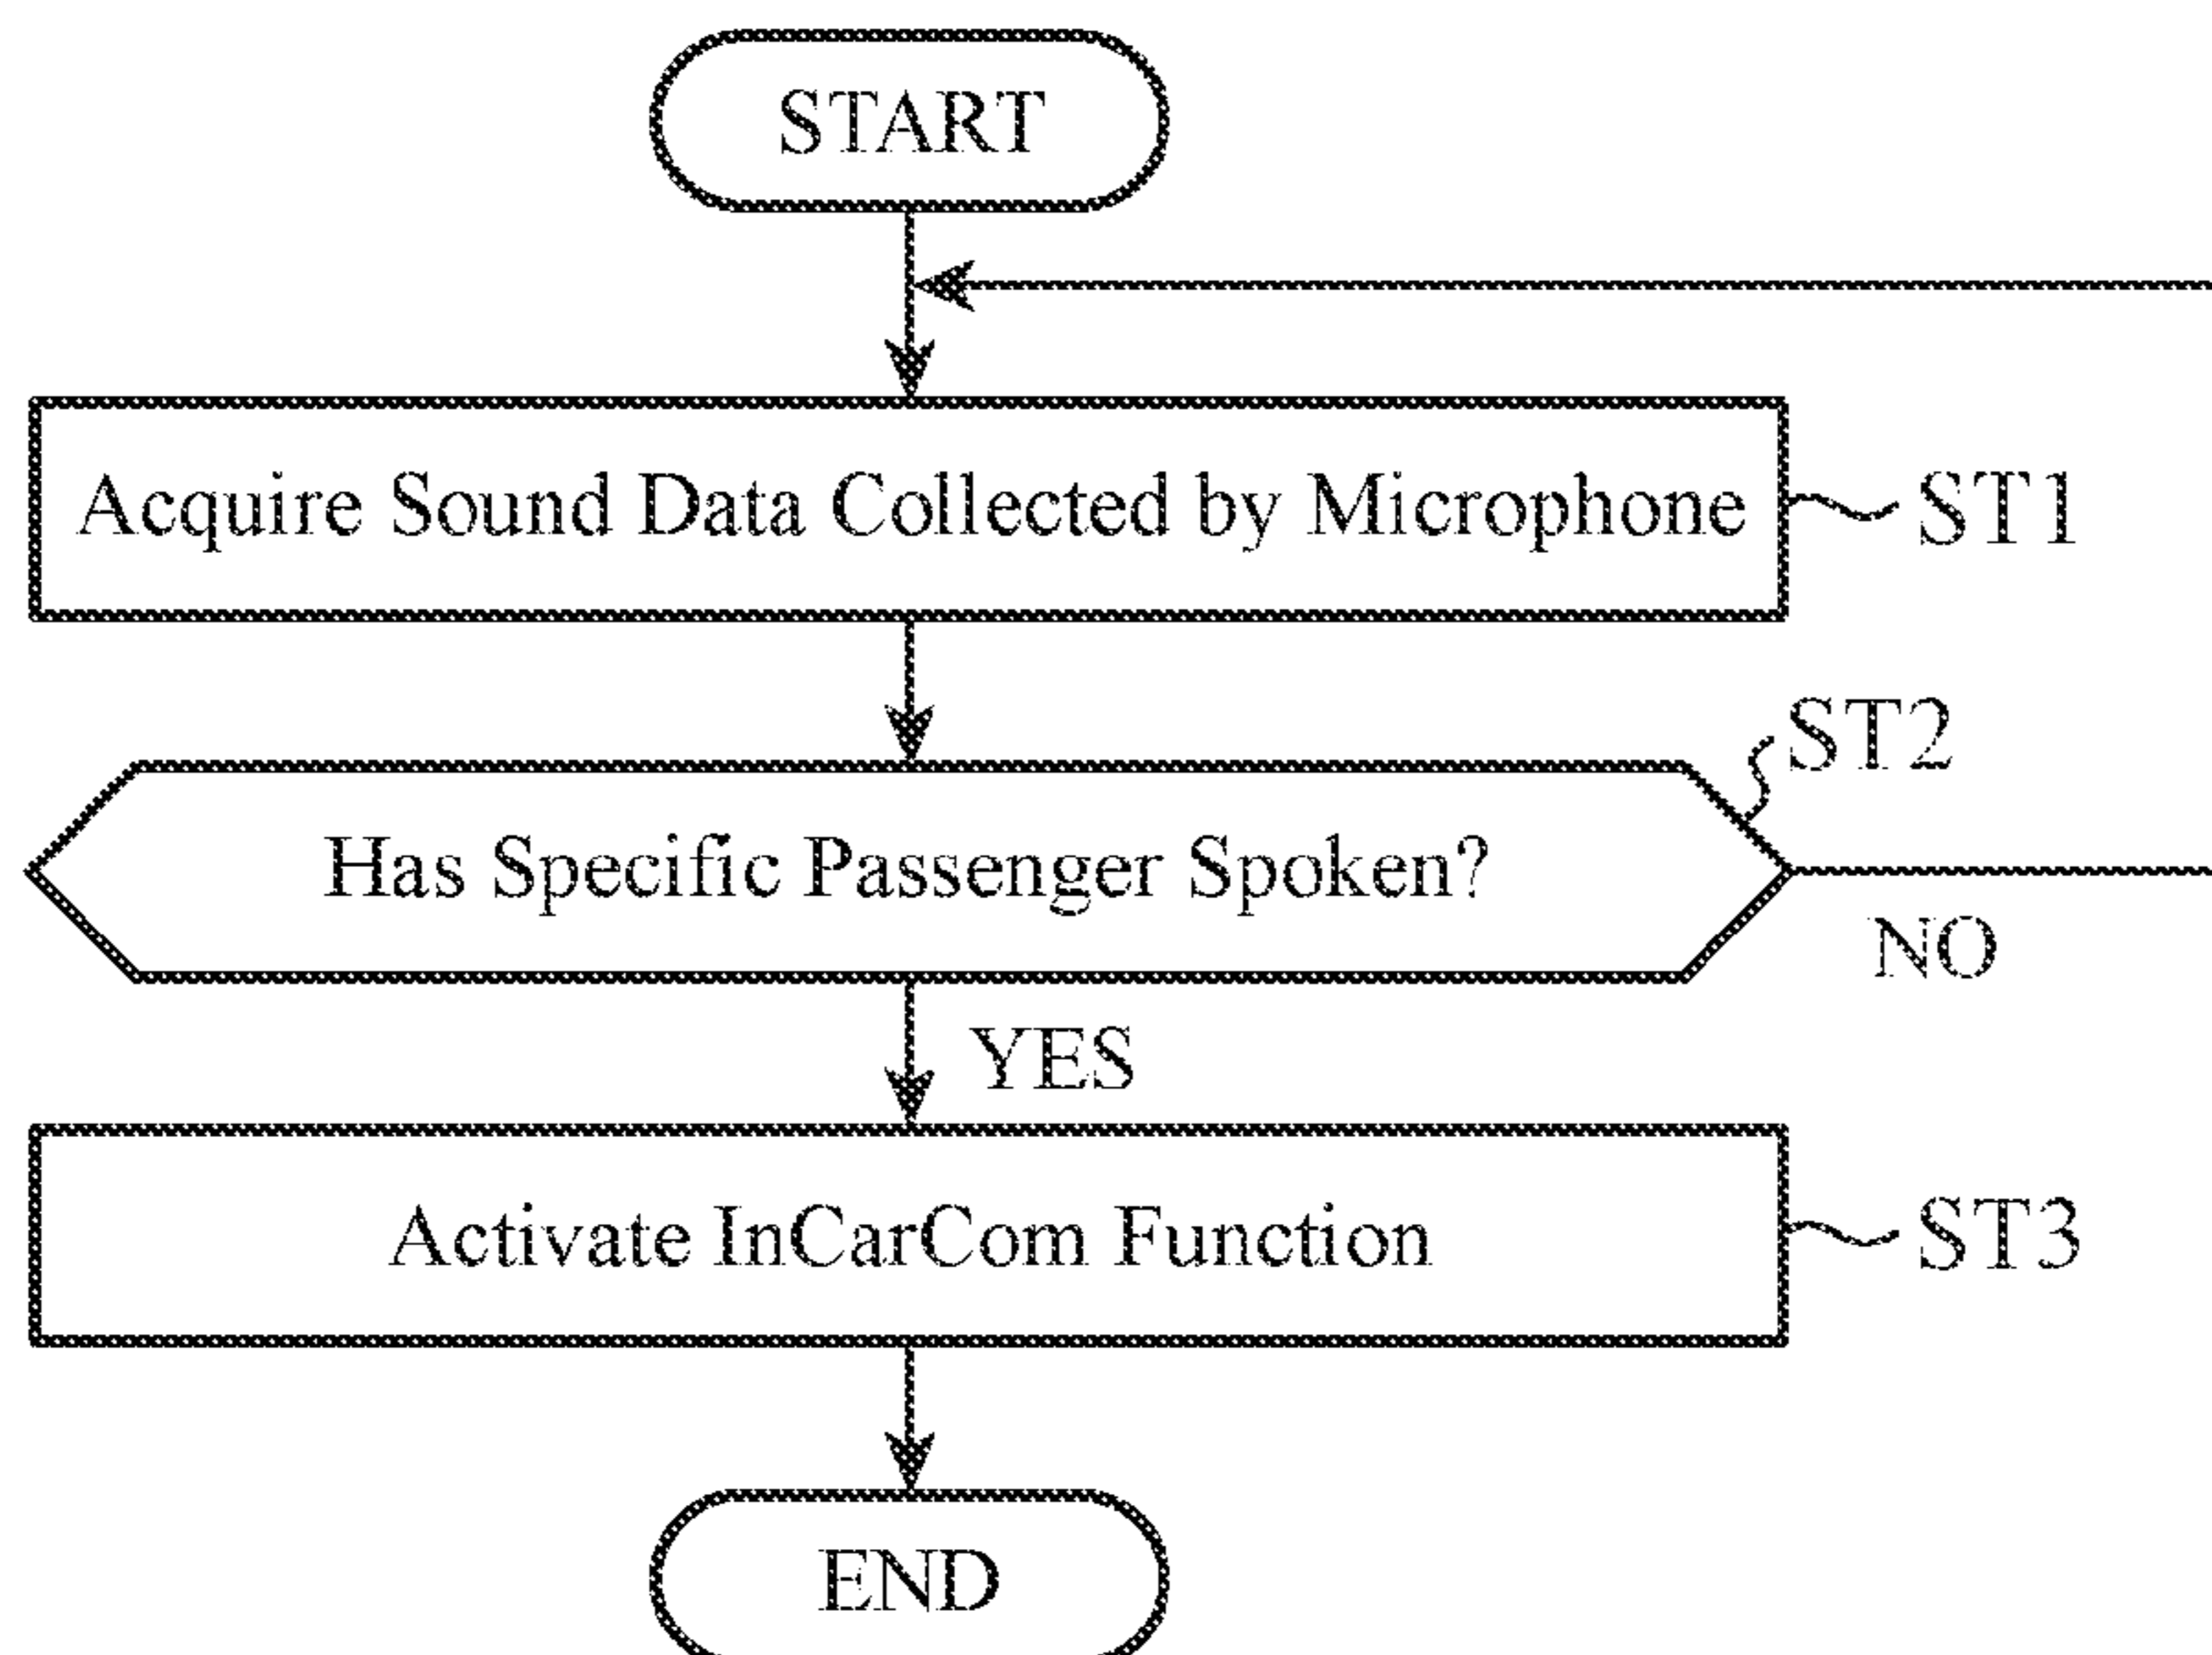 START
Acquire Sound Data Collected by Microphone
ST1
ST2
Has Specific Passenger Spoken?
NO
YES
Activate InCarCom Function
ST3
END